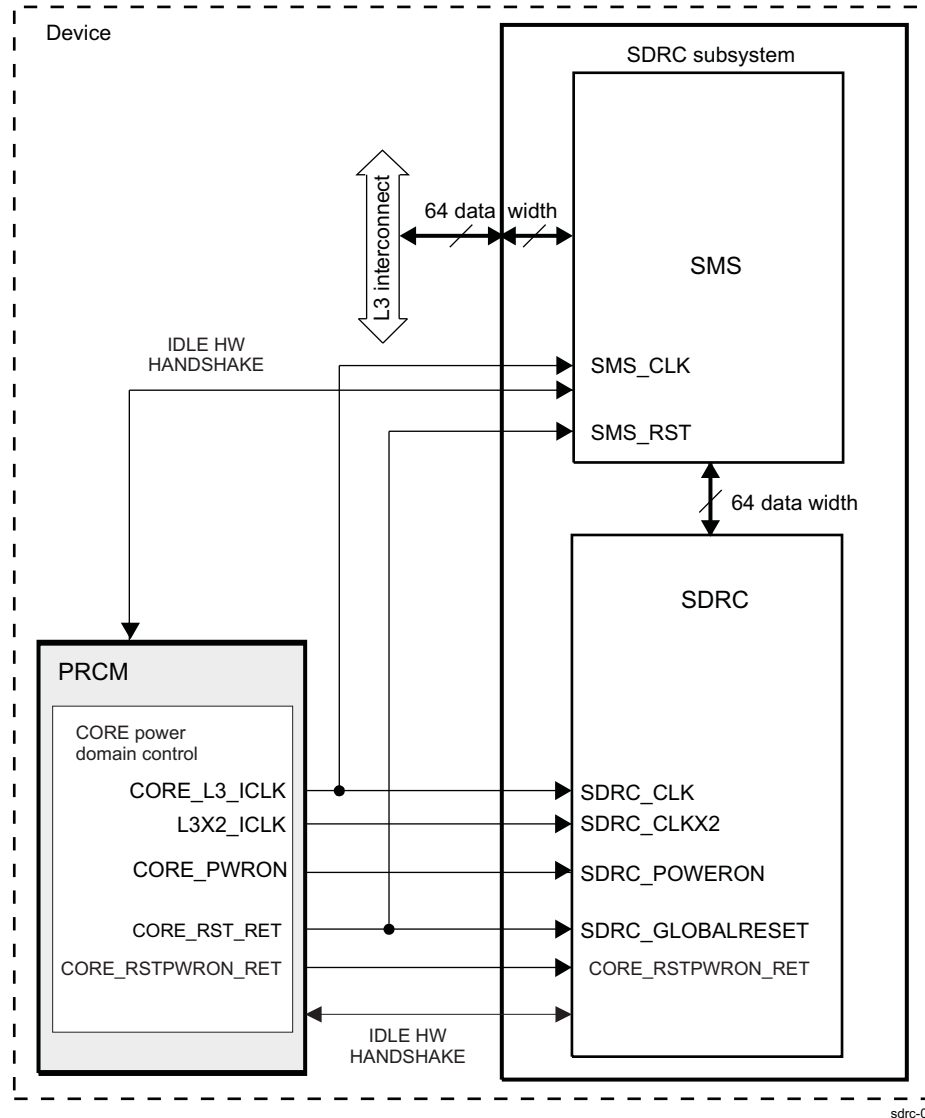 Device
SDRC subsystem
L3 interconnect
64 data width
SMS
IDLE HW
HANDSHAKE
SMS_CLK
SMS_RST
64 data width
SDRC
PRCM
CORE power
domain control
CORE_L3_ICLK
SDRC_CLK
L3X2_ICLK
SDRC_CLKX2
CORE_PWRON
SDRC_POWERON
CORE_RST_RET
SDRC_GLOBALRESET
CORE_RSTPWRON_RET
CORE_RSTPWRON_RET
IDLE HW
HANDSHAKE